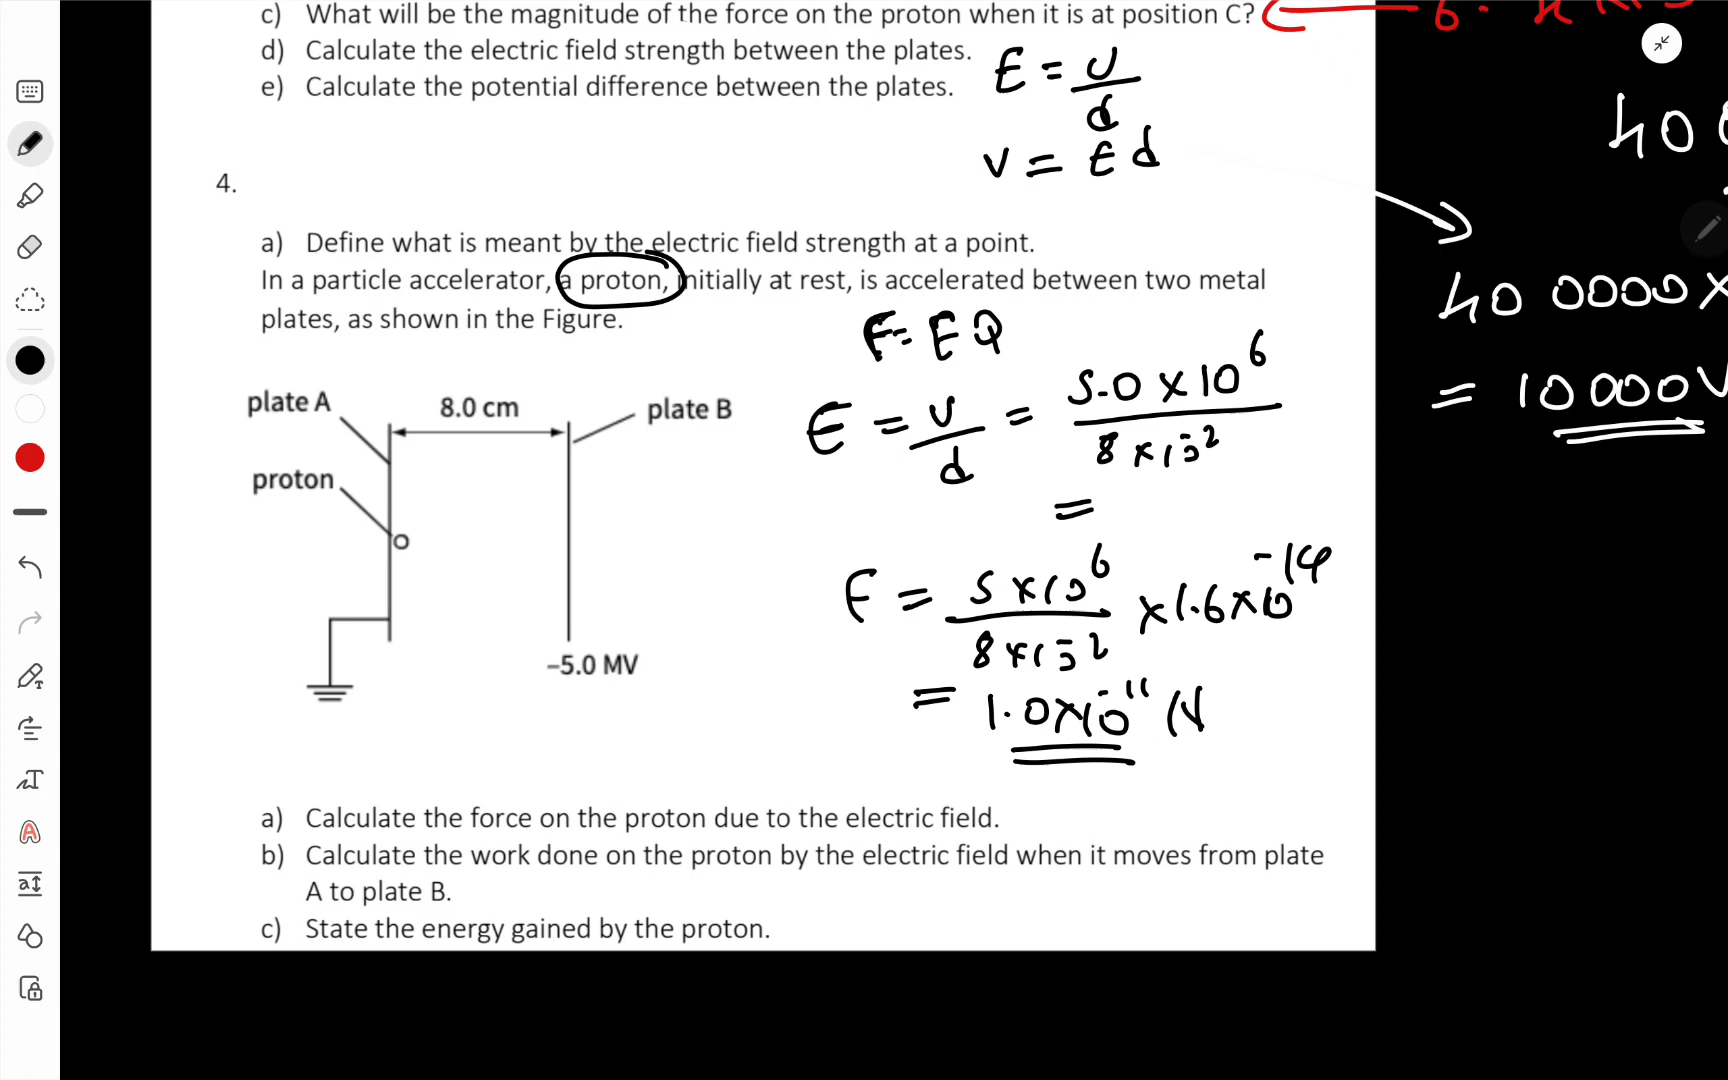 c) What will be the magnitude of the force on the proton when it is at position C?
d) Calculate the electric field strength between the plates.
e) Calculate the potential difference between the plates.
E = V/d
V = Ed
4.
a) Define what is meant by the electric field strength at a point.
In a particle accelerator, a proton, initially at rest, is accelerated between two metal
plates, as shown in the Figure.
F = EQ
plate A
8.0 cm
plate B
proton
-5.0 MV
E = V/d = 5.0 × 10^6 / 8 × 10^-2
=
F = 5 × 10^6 / 8 × 10^-2 × 1.6 × 10^-19
= 1.0 × 10^-11 N
40 0000 ×
= 10 000 V
a) Calculate the force on the proton due to the electric field.
b) Calculate the work done on the proton by the electric field when it moves from plate
A to plate B.
c) State the energy gained by the proton.